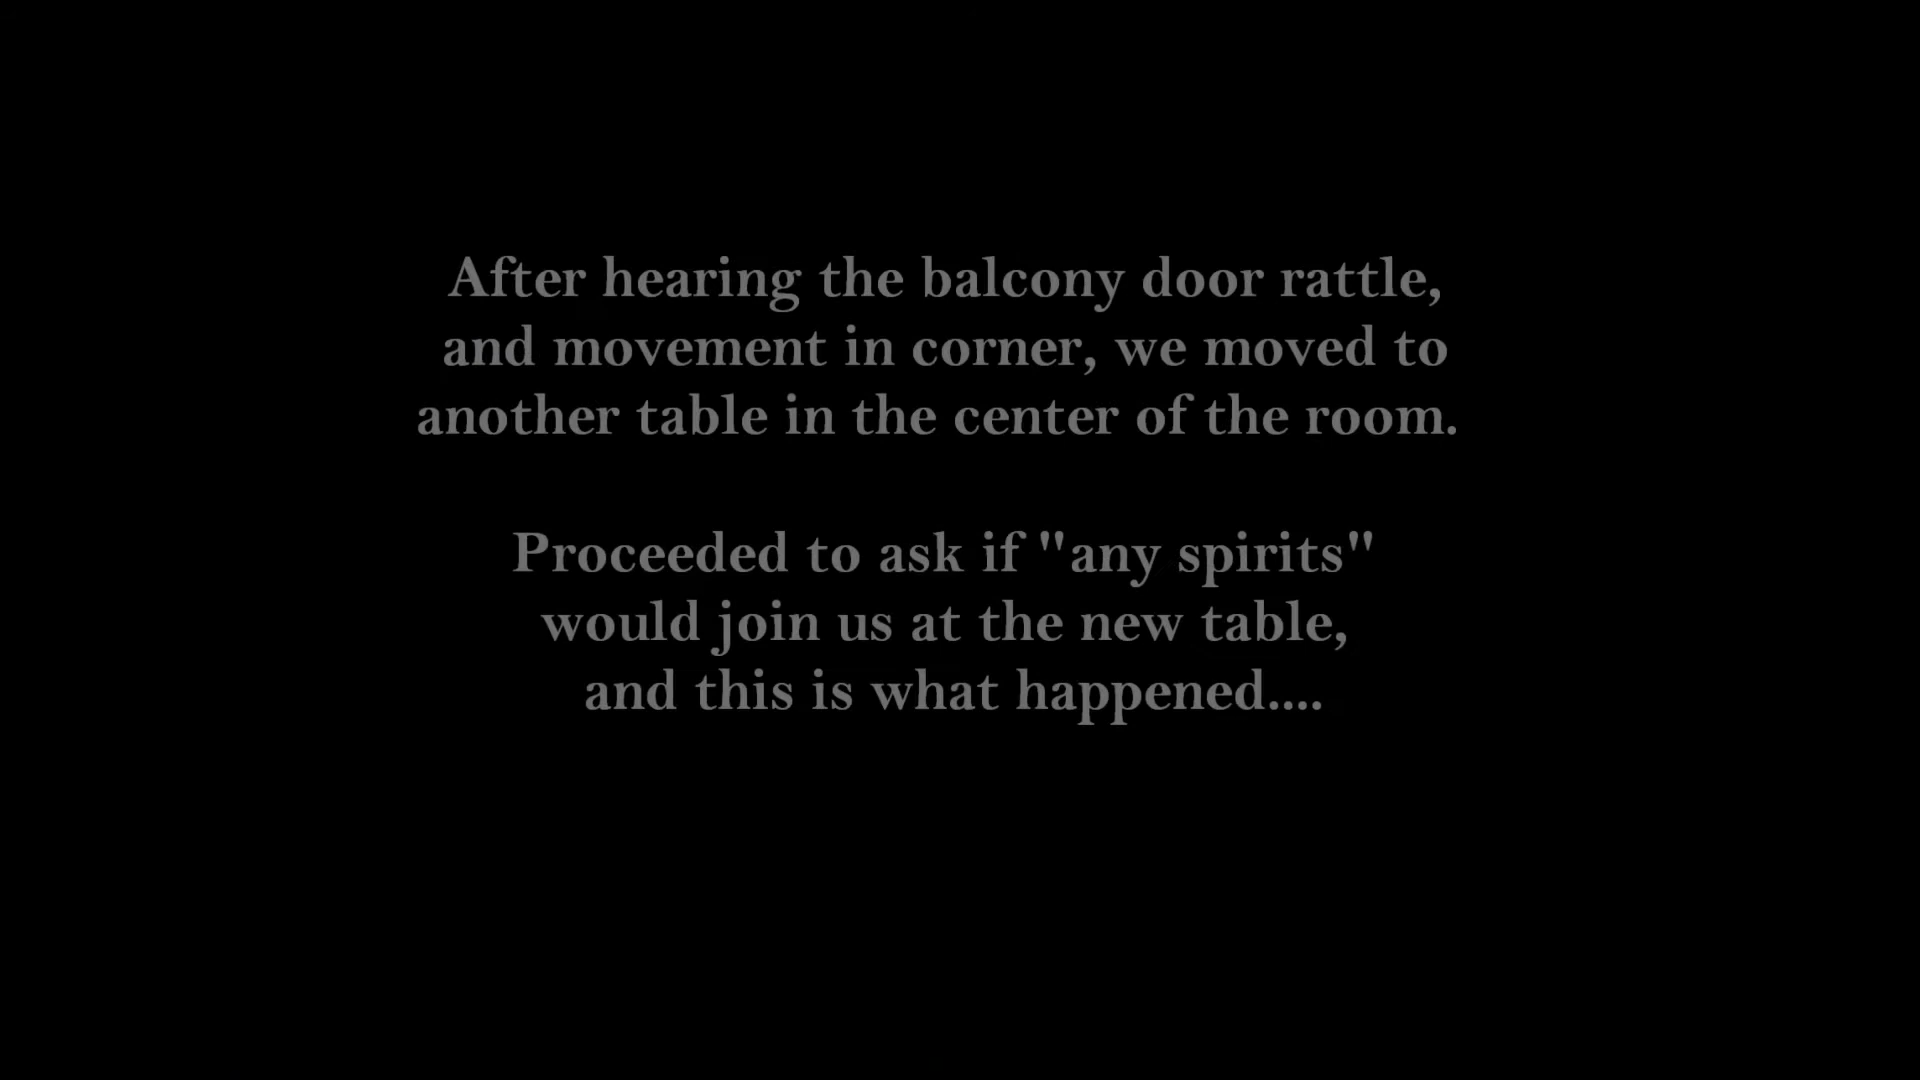 After hearing the balcony door rattle,
and movement in corner, we moved to
another table in the center of the room.
Proceeded to ask if "any spirits"
would join us at the new table,
and this is what happened....